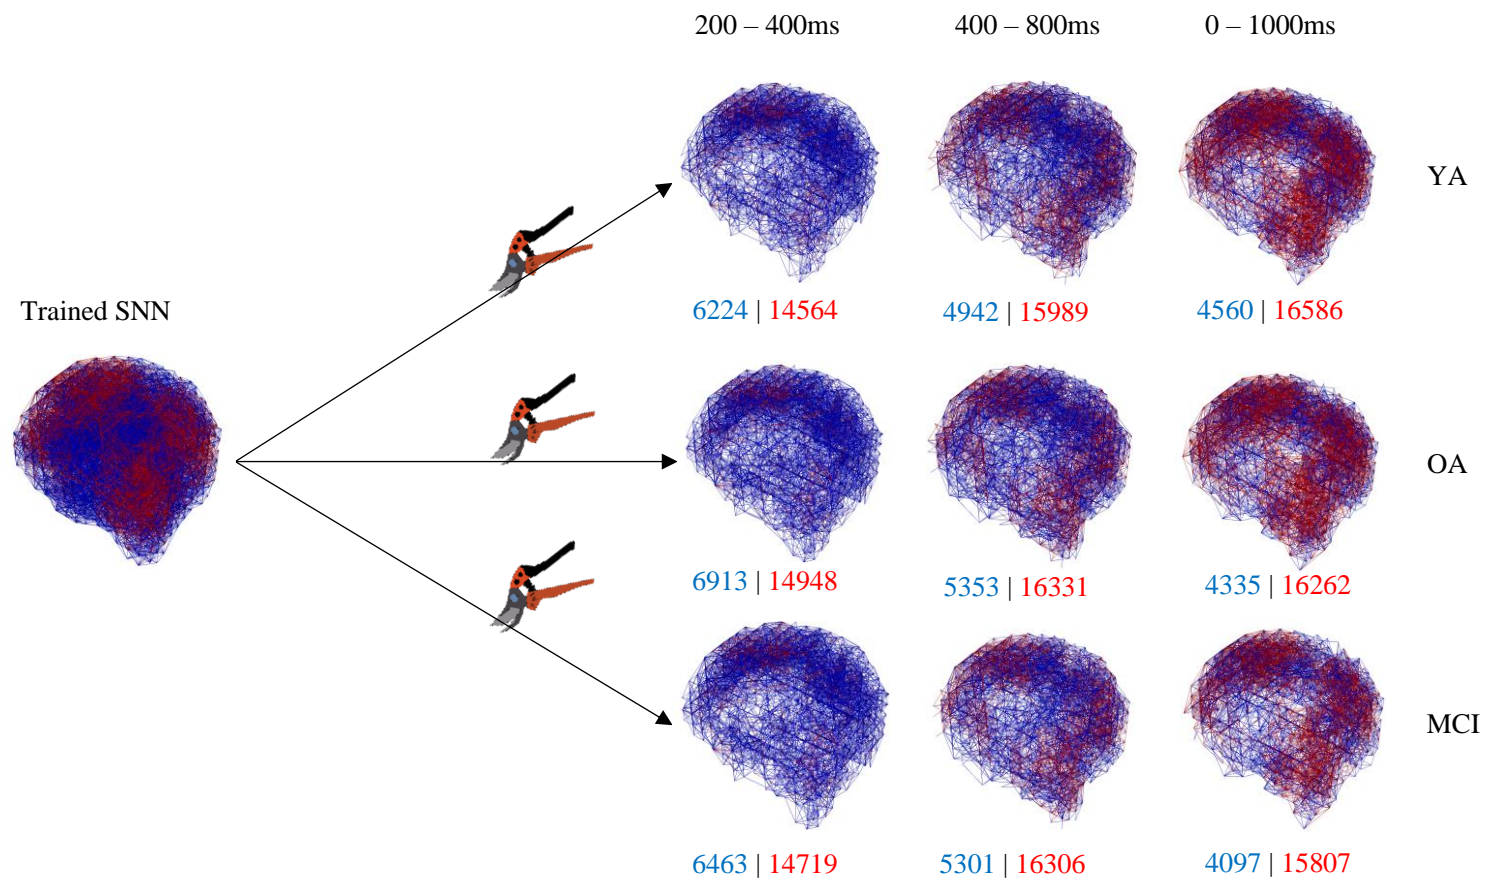 200 – 400ms
400 – 800ms
0 – 1000ms
YA
6224 | 14564
4942 | 15989
4560 | 16586
Trained SNN
OA
6913 | 14948
5353 | 16331
4335 | 16262
MCI
6463 | 14719
5301 | 16306
4097 | 15807